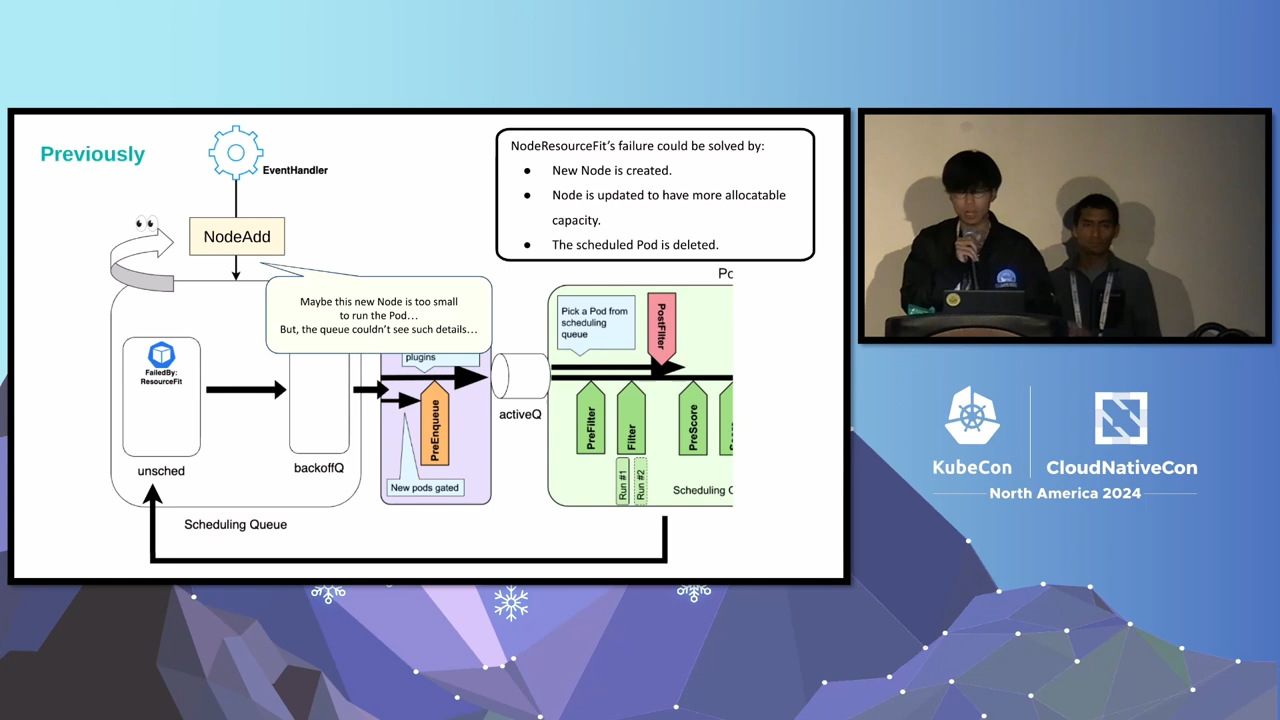 Previously
EventHandler
NodeAdd
NodeResourceFit's failure could be solved by:
● New Node is created.
● Node is updated to have more allocatable
capacity.
● The scheduled Pod is deleted.
Maybe this new Node is too small
to run the Pod…
But, the queue couldn't see such details…
FailedBy:
ResourceFit
unsched
backoffQ
Scheduling Queue
plugins
PreEnqueue
New pods gated
activeQ
Pick a Pod from
scheduling
queue
PostFilter
PreFilter
Filter
PreScore
Run #1
Run #2
KubeCon
CloudNativeCon
North America 2024